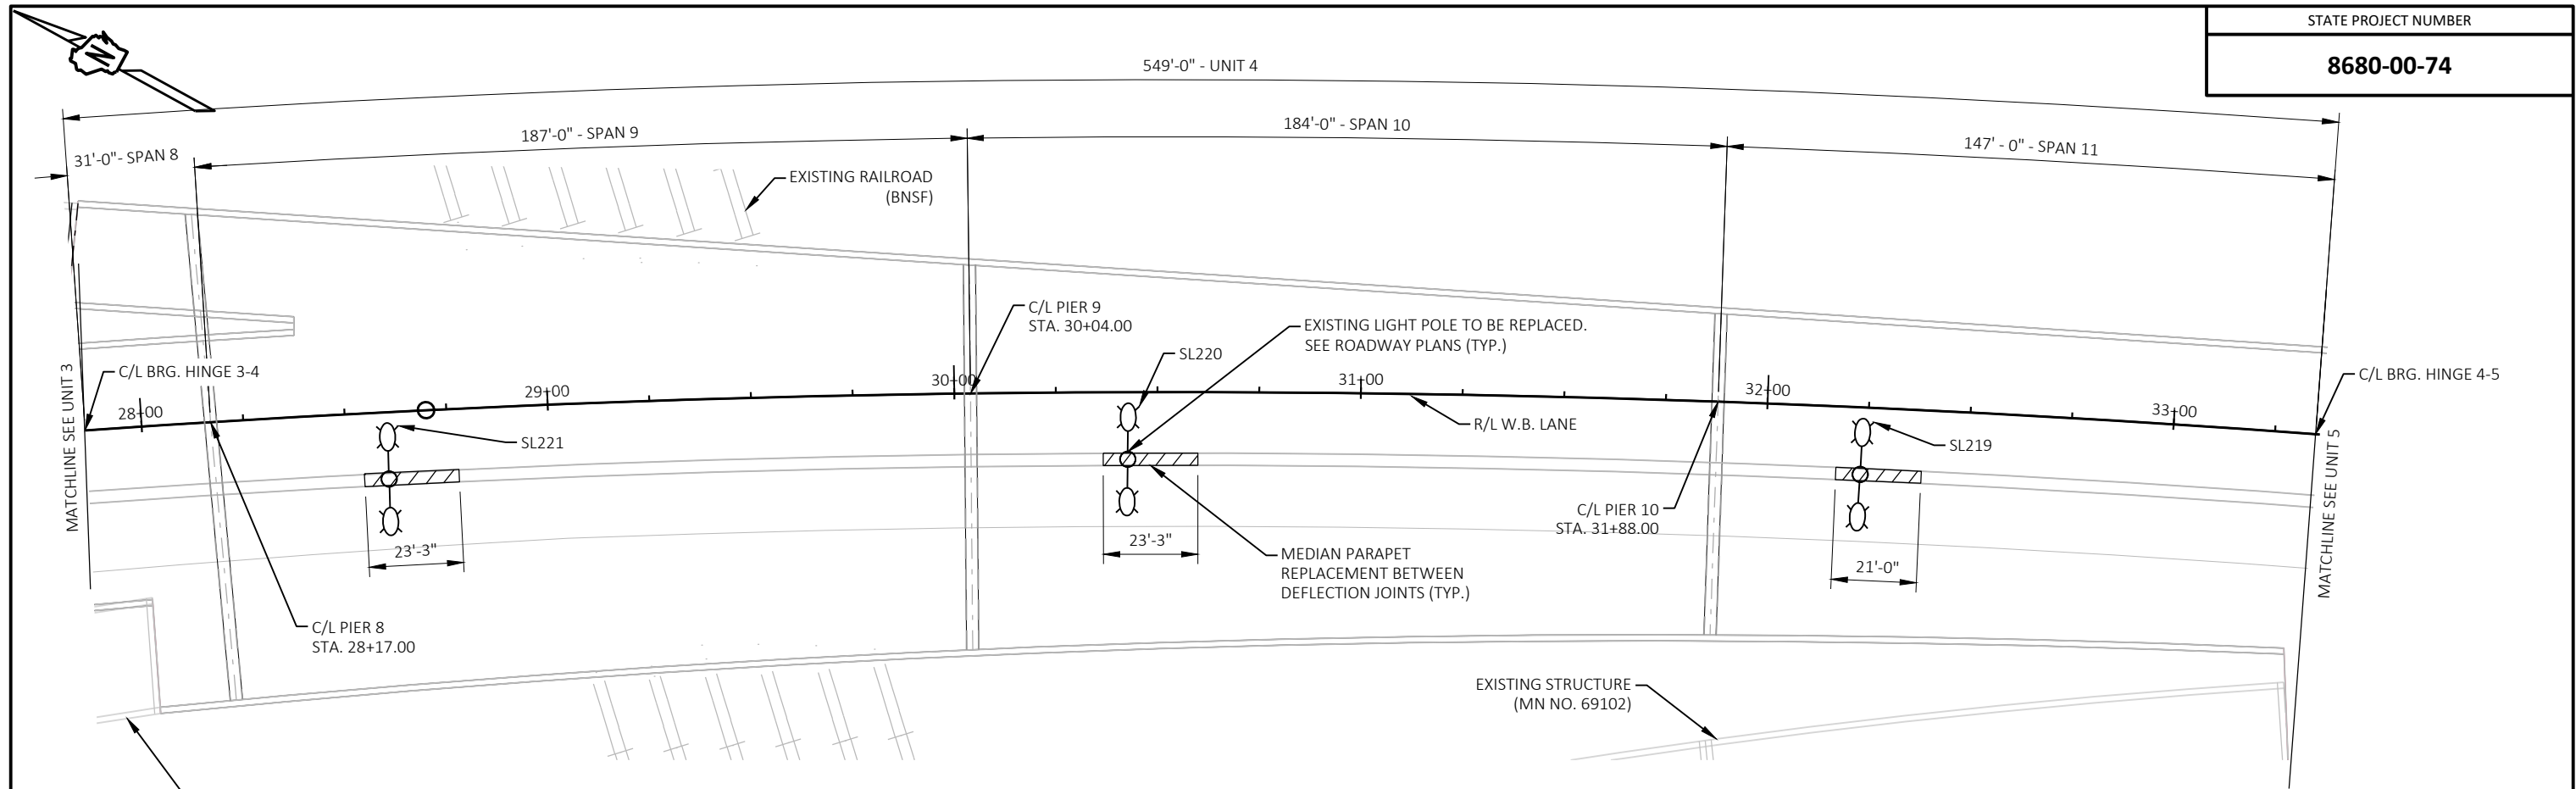 STATE PROJECT NUMBER
8680-00-74
N
549'-0" - UNIT 4
187'-0" - SPAN 9
184'-0" - SPAN 10
147' - 0" - SPAN 11
31'-0"- SPAN 8
EXISTING RAILROAD
(BNSF)
C/L PIER 9
STA. 30+04.00
EXISTING LIGHT POLE TO BE REPLACED.
SEE ROADWAY PLANS (TYP.)
SL220
C/L BRG. HINGE 3-4
C/L BRG. HINGE 4-5
28+00
29+00
30+00
31+00
32+00
33+00
R/L W.B. LANE
SL221
SL219
MATCHLINE SEE UNIT 3
MATCHLINE SEE UNIT 5
C/L PIER 10
STA. 31+88.00
23'-3"
23'-3"
21'-0"
MEDIAN PARAPET
REPLACEMENT BETWEEN
DEFLECTION JOINTS (TYP.)
C/L PIER 8
STA. 28+17.00
EXISTING STRUCTURE
(MN NO. 69102)